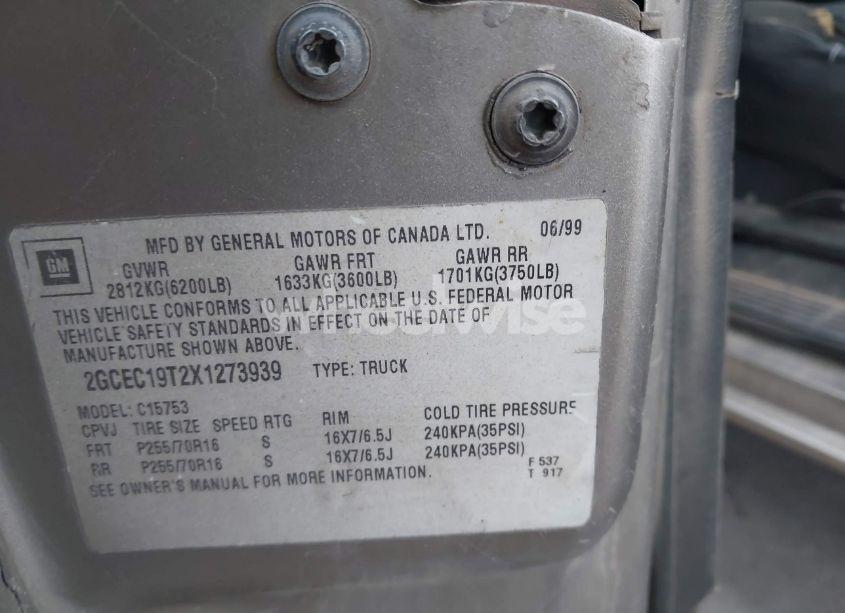 GM
MFD BY GENERAL MOTORS OF CANADA LTD. 06/99
GVWR GAWR FRT GAWR RR
2812KG(6200LB) 1633KG(3600LB) 1701KG(3750LB)
THIS VEHICLE CONFORMS TO ALL APPLICABLE U.S. FEDERAL MOTOR
VEHICLE SAFETY STANDARDS IN EFFECT ON THE DATE OF
MANUFACTURE SHOWN ABOVE.
2GCEC19T2X1273939 TYPE: TRUCK
MODEL: C15753
CPVJ TIRE SIZE SPEED RTG RIM COLD TIRE PRESSURE
FRT P255/70R16 S 16X7/6.5J 240KPA(35PSI)
RR P255/70R16 S 16X7/6.5J 240KPA(35PSI)
SEE OWNER'S MANUAL FOR MORE INFORMATION.
F 537
T 917